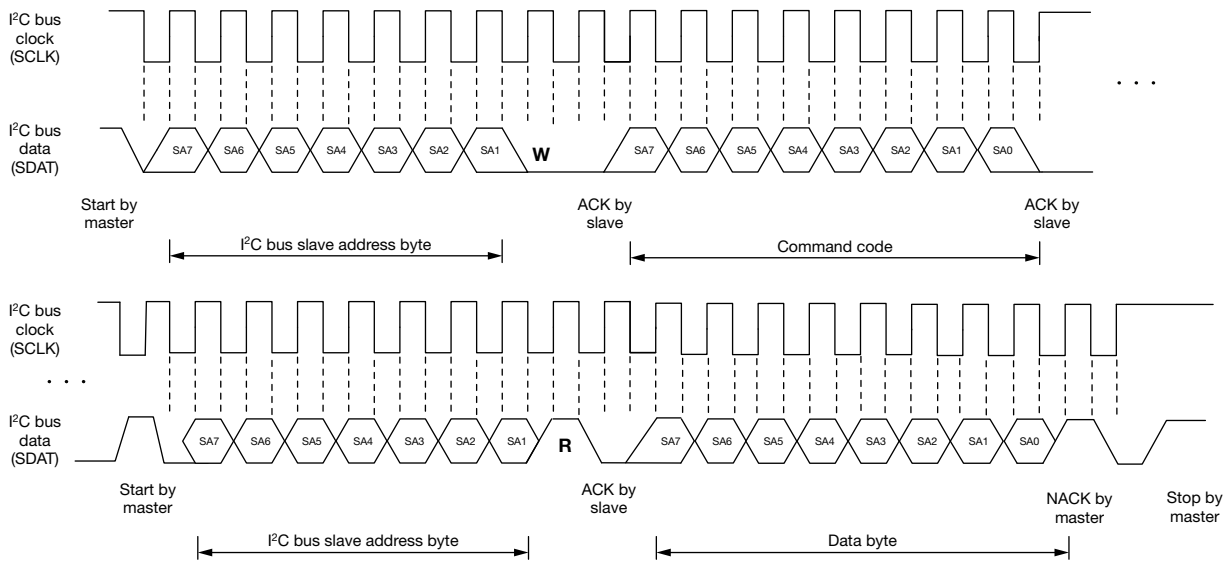 I²C bus
clock
(SCLK)
. . .
I²C bus
data
(SDAT)
SA7 SA6 SA5 SA4 SA3 SA2 SA1 W SA7 SA6 SA5 SA4 SA3 SA2 SA1 SA0
Start by
master
ACK by
slave
ACK by
slave
I²C bus slave address byte
Command code
I²C bus
clock
(SCLK)
. . .
I²C bus
data
(SDAT)
SA7 SA6 SA5 SA4 SA3 SA2 SA1 R SA7 SA6 SA5 SA4 SA3 SA2 SA1 SA0
Start by
master
ACK by
slave
NACK by
master
Stop by
master
I²C bus slave address byte
Data byte